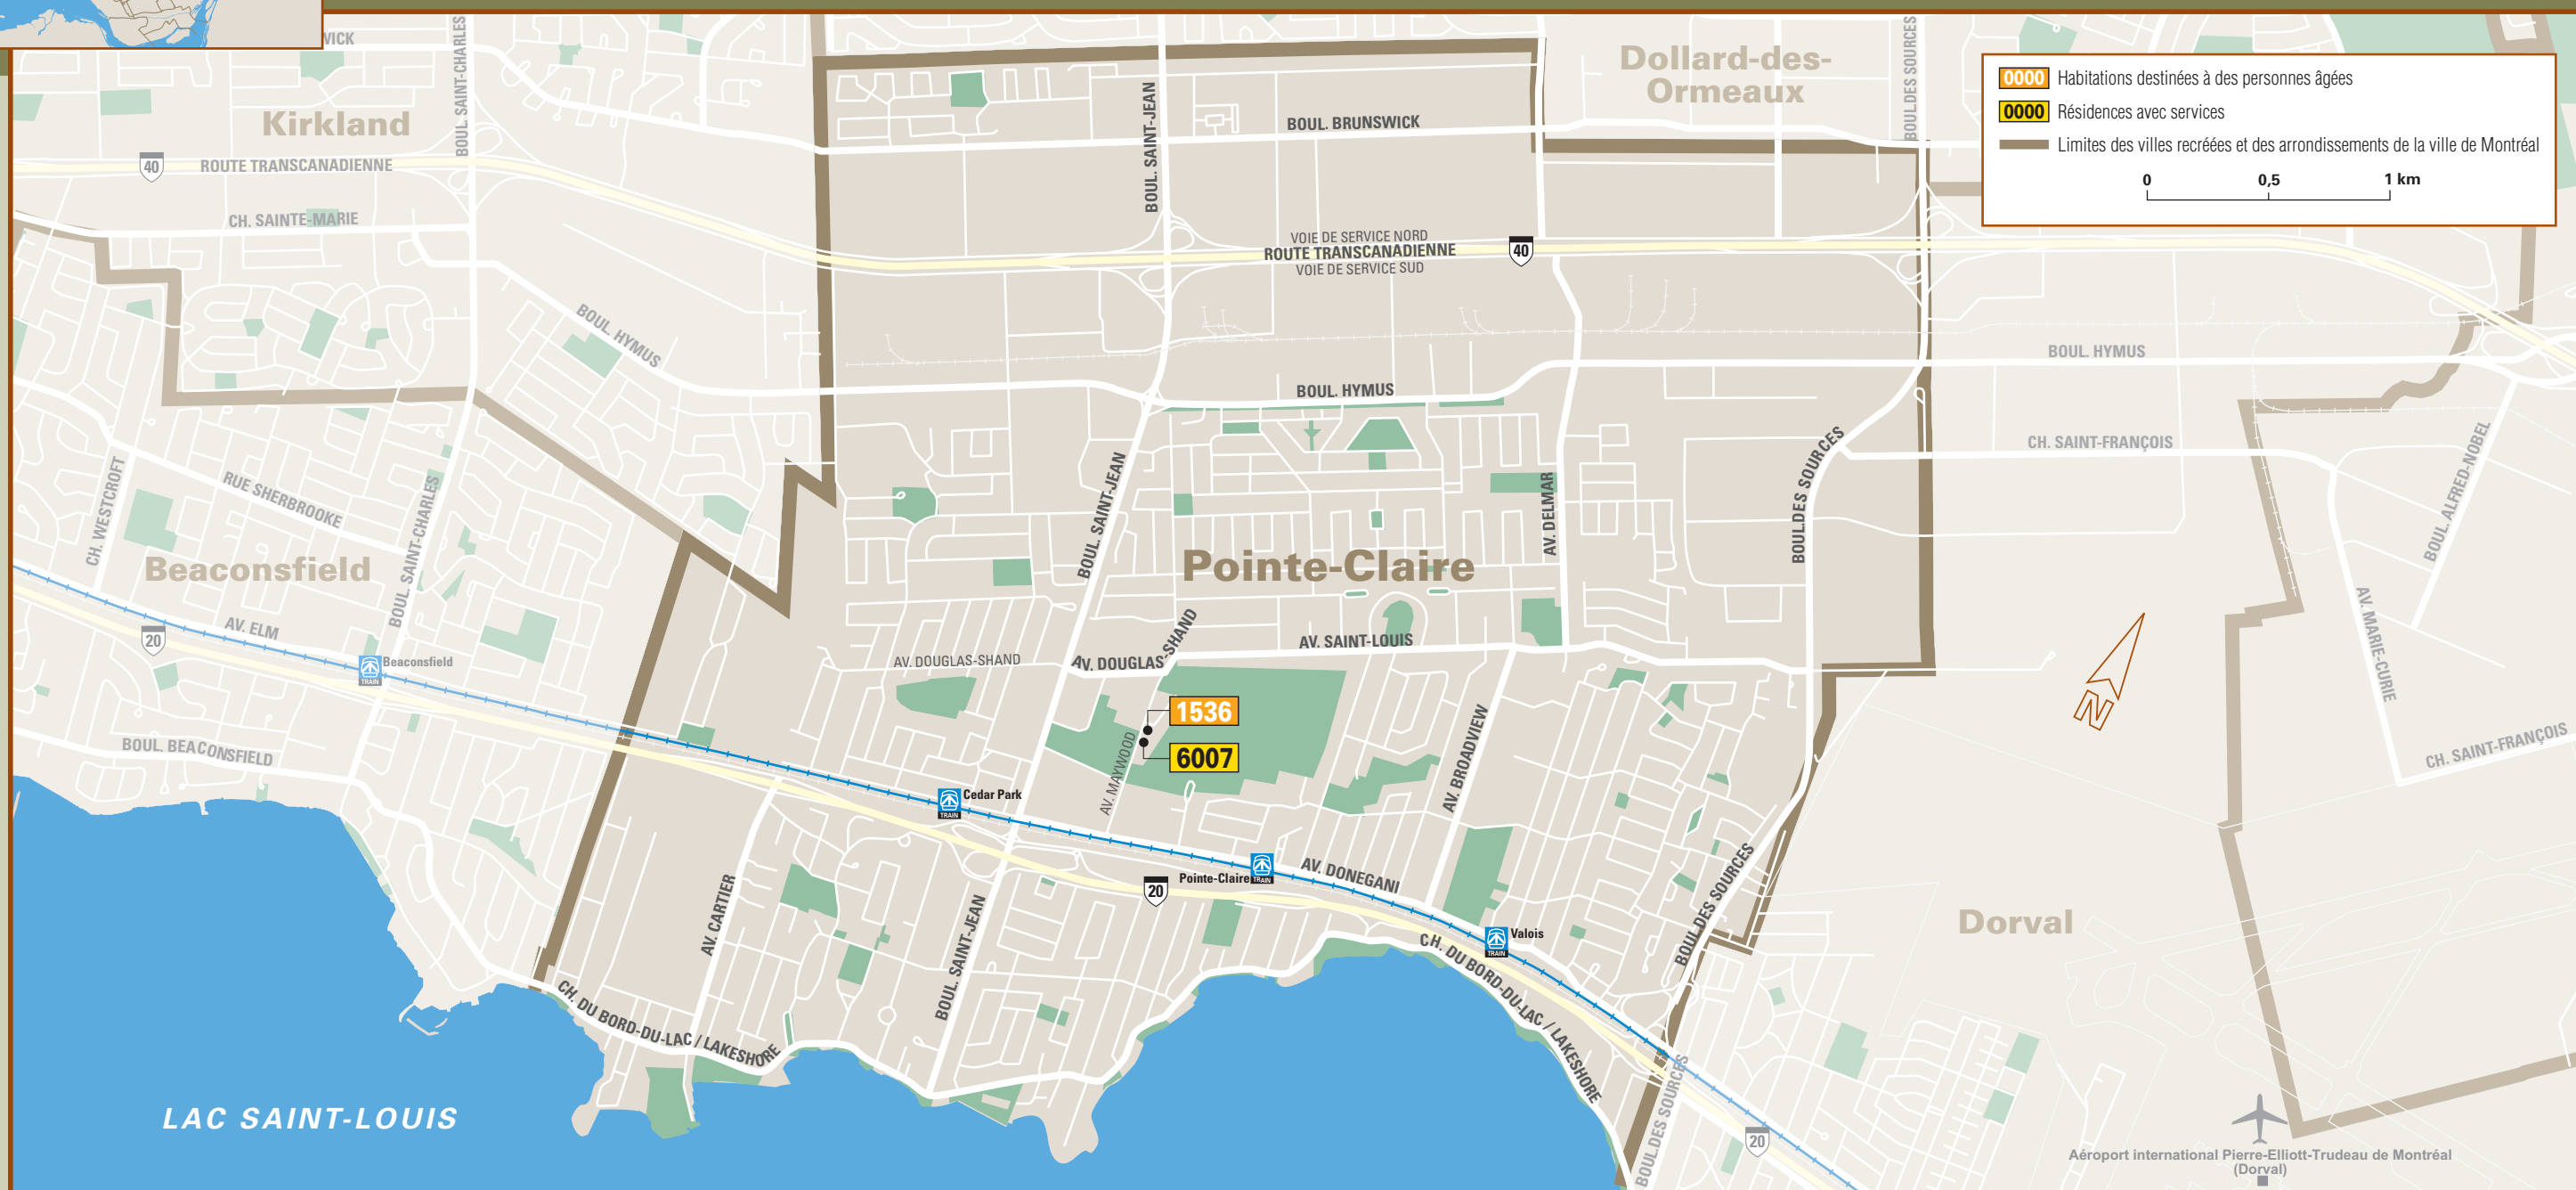 WICK
BOUL. SAINT-CHARLES
Kirkland
40
ROUTE TRANSCANADIENNE
CH. SAINTE-MARIE
BOUL. HYMUS
CH. WESTCROFT
RUE SHERBROOKE
BOUL. SAINT-CHARLES
Beaconsfield
AV. ELM
20
Beaconsfield
TRAIN
BOUL. BEACONSFIELD
LAC SAINT-LOUIS
Dollard-des-
Ormeaux
BOUL.DES SOURCES
BOUL. SAINT-JEAN
BOUL. BRUNSWICK
VOIE DE SERVICE NORD
ROUTE TRANSCANADIENNE
VOIE DE SERVICE SUD
40
BOUL. HYMUS
BOUL. SAINT-JEAN
AV. DELMAR
BOUL.DES SOURCES
Pointe-Claire
AV. DOUGLAS-SHAND
AV. DOUGLAS-SHAND
AV. SAINT-LOUIS
1536
6007
AV. MAYWOOD
AV. BROADVIEW
Cedar Park
TRAIN
Pointe-Claire
TRAIN
AV. DONEGANI
20
AV. CARTIER
BOUL. SAINT-JEAN
Valois
TRAIN
BOUL.DES SOURCES
CH. DU BORD-DU-LAC / LAKESHORE
CH. DU BORD-DU-LAC / LAKESHORE
BOUL.DES SOURCES
20
0000 Habitations destinées à des personnes âgées
0000 Résidences avec services
Limites des villes recréées et des arrondissements de la ville de Montréal
0 0,5 1 km
BOUL. HYMUS
CH. SAINT-FRANÇOIS
BOUL. ALFRED-NOBEL
AV. MARIE-CURIE
N
CH. SAINT-FRANÇOIS
Dorval
Aéroport international Pierre-Elliott-Trudeau de Montréal
(Dorval)